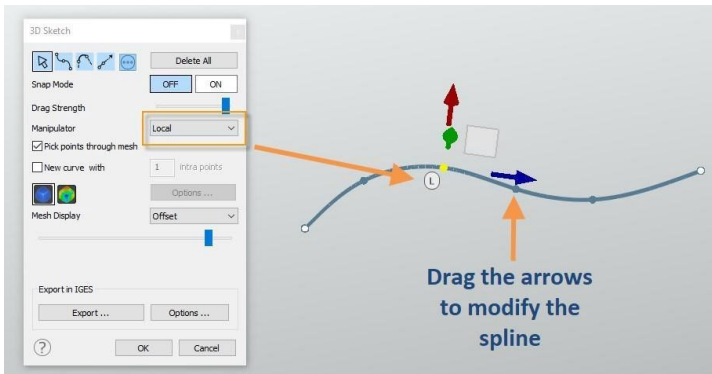 3D Sketch
Delete All
Snap Mode
OFF
ON
Drag Strength
Manipulator
Local
Pick points through mesh
New curve with
1
intra points
Options ...
Mesh Display
Offset
Export in IGES
Export ...
Options ...
?
OK
Cancel
L
Drag the arrows
to modify the
spline